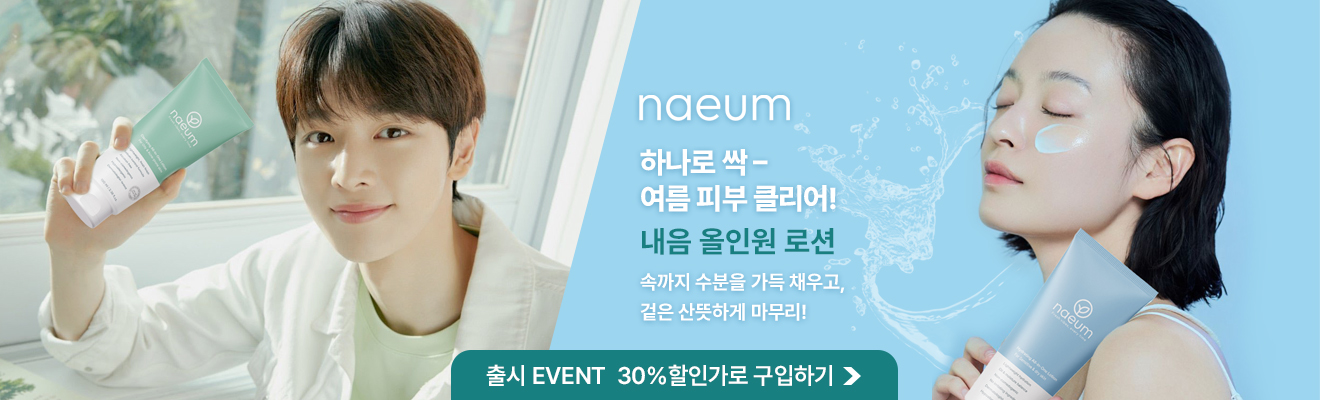 naeum
naeum
하나로 싹 –
여름 피부 클리어!
내음 올인원 로션
속까지 수분을 가득 채우고,
겉은 산뜻하게 마무리!
naeum
출시 EVENT 30%할인가로 구입하기